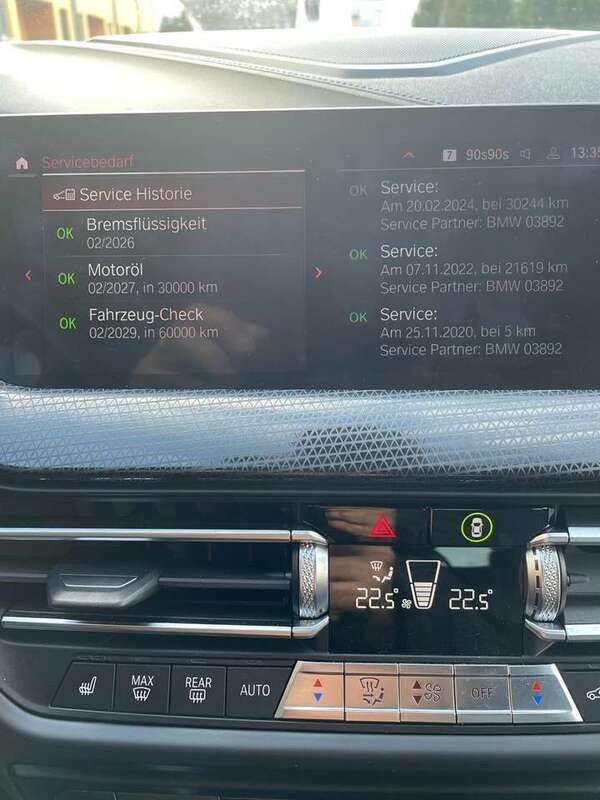 Servicebedarf
7 90s90s 13:35
Service Historie
OK Bremsflüssigkeit
02/2026
OK Motoröl
02/2027, in 30000 km
OK Fahrzeug-Check
02/2029, in 60000 km
OK Service:
Am 20.02.2024, bei 30244 km
Service Partner: BMW 03892
OK Service:
Am 07.11.2022, bei 21619 km
Service Partner: BMW 03892
OK Service:
Am 25.11.2020, bei 5 km
Service Partner: BMW 03892
22.5° 22.5°
MAX
REAR
AUTO
OFF